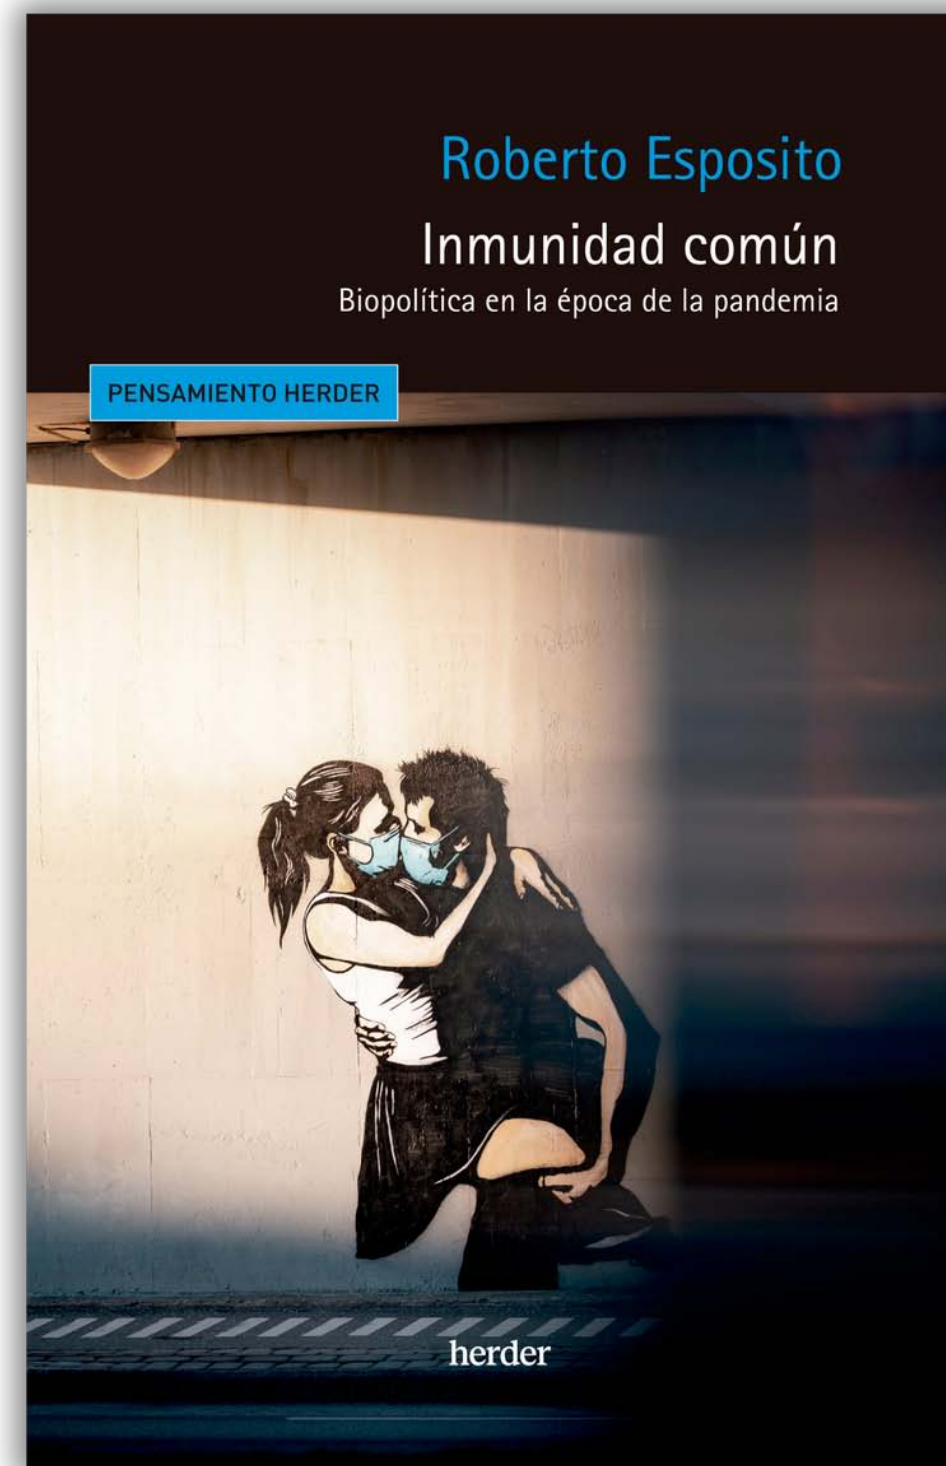 Roberto Esposito
Inmunidad común
Biopolítica en la época de la pandemia
PENSAMIENTO HERDER
herder